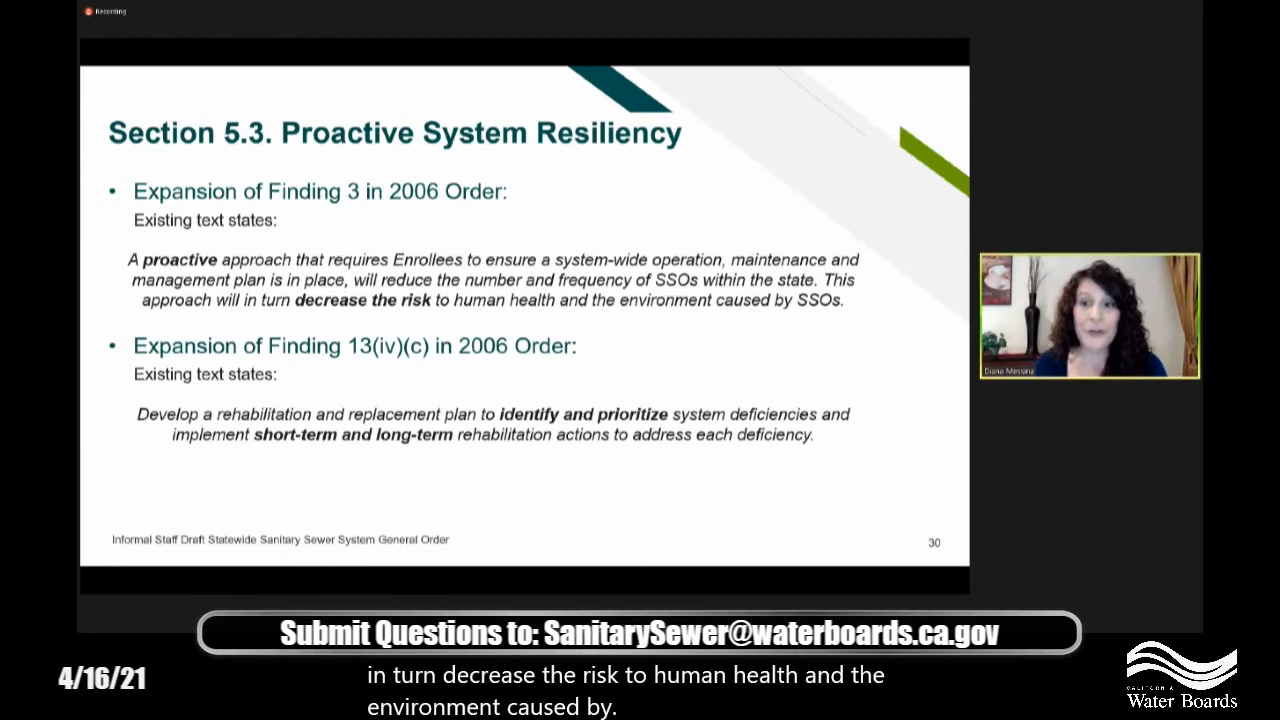 Recording
Section 5.3. Proactive System Resiliency
• Expansion of Finding 3 in 2006 Order:
Existing text states:
A proactive approach that requires Enrollees to ensure a system-wide operation, maintenance and
management plan is in place, will reduce the number and frequency of SSOs within the state. This
approach will in turn decrease the risk to human health and the environment caused by SSOs.
• Expansion of Finding 13(iv)(c) in 2006 Order:
Existing text states:
Develop a rehabilitation and replacement plan to identify and prioritize system deficiencies and
implement short-term and long-term rehabilitation actions to address each deficiency.
Informal Staff Draft Statewide Sanitary Sewer System General Order
30
Diana Messina
Submit Questions to: SanitarySewer@waterboards.ca.gov
4/16/21
in turn decrease the risk to human health and the
environment caused by.
CALIFORNIA
Water Boards